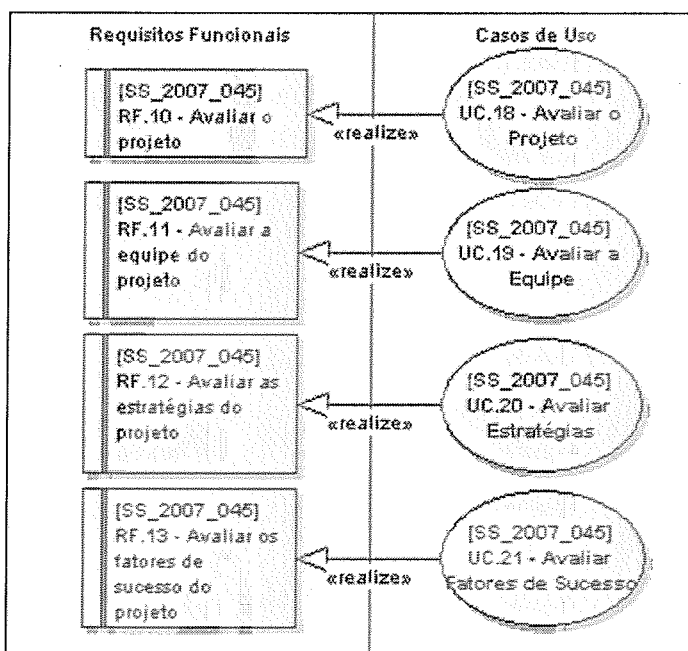 Requisitos Funcionais
Casos de Uso
[SS_2007_045]
RF.10 - Avaliar o
projeto
«realize»
[SS_2007_045]
UC.18 - Avaliar o
Projeto
[SS_2007_045]
RF.11 - Avaliar a
equipe do
projeto
«realize»
[SS_2007_045]
UC.19 - Avaliar a
Equipe
[SS_2007_045]
RF.12 - Avaliar as
estratégias do
projeto
«realize»
[SS_2007_045]
UC.20 - Avaliar
Estratégias
[SS_2007_045]
RF.13 - Avaliar os
fatores de
sucesso do
projeto
«realize»
[SS_2007_045]
UC.21 - Avaliar
Fatores de Sucesso